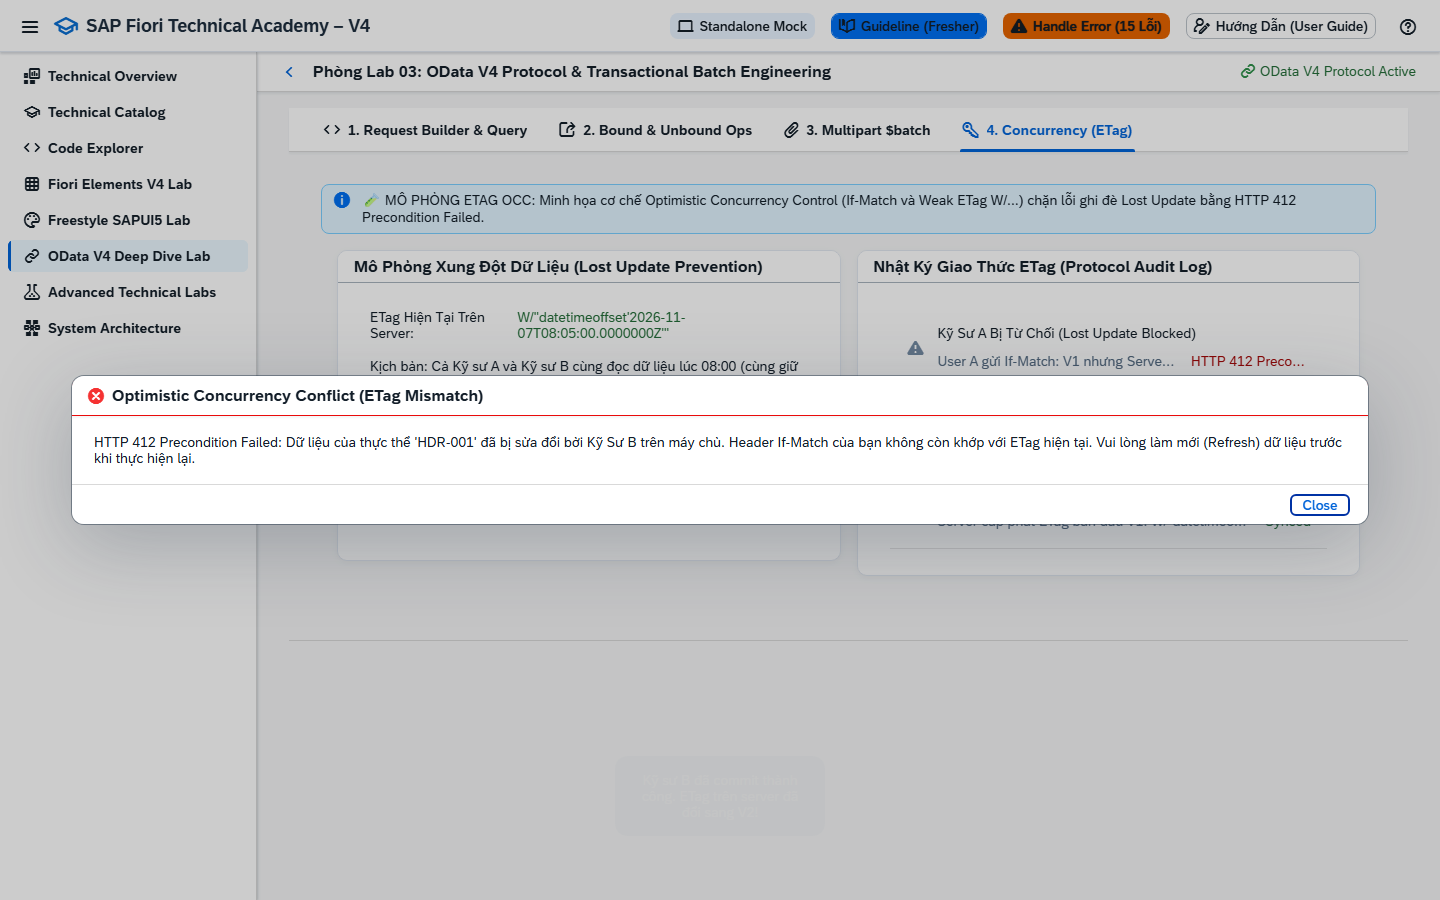 SAP Fiori Technical Academy – V4
Standalone Mock
Guideline (Fresher)
Handle Error (15 Lỗi)
Hướng Dẫn (User Guide)
Technical Overview
Technical Catalog
Code Explorer
Fiori Elements V4 Lab
Freestyle SAPUI5 Lab
OData V4 Deep Dive Lab
Advanced Technical Labs
System Architecture
Phòng Lab 03: OData V4 Protocol & Transactional Batch Engineering
OData V4 Protocol Active
1. Request Builder & Query
2. Bound & Unbound Ops
3. Multipart $batch
4. Concurrency (ETag)
MÔ PHỎNG ETAG OCC: Minh họa cơ chế Optimistic Concurrency Control (If-Match và Weak ETag W/...) chặn lỗi ghi đè Lost Update bằng HTTP 412
Precondition Failed.
Mô Phỏng Xung Đột Dữ Liệu (Lost Update Prevention)
ETag Hiện Tại Trên
Server:
W/"datetimeoffset'2026-11-
07T08:05:00.0000000Z'"
Kịch bản: Cả Kỹ sư A và Kỹ sư B cùng đọc dữ liệu lúc 08:00 (cùng giữ
Nhật Ký Giao Thức ETag (Protocol Audit Log)
Kỹ Sư A Bị Từ Chối (Lost Update Blocked)
User A gửi If-Match: V1 nhưng Serve...
HTTP 412 Preco...
Optimistic Concurrency Conflict (ETag Mismatch)
HTTP 412 Precondition Failed: Dữ liệu của thực thể 'HDR-001' đã bị sửa đổi bởi Kỹ Sư B trên máy chủ. Header If-Match của bạn không còn khớp với ETag hiện tại. Vui lòng làm mới (Refresh) dữ liệu trước
khi thực hiện lại.
Close